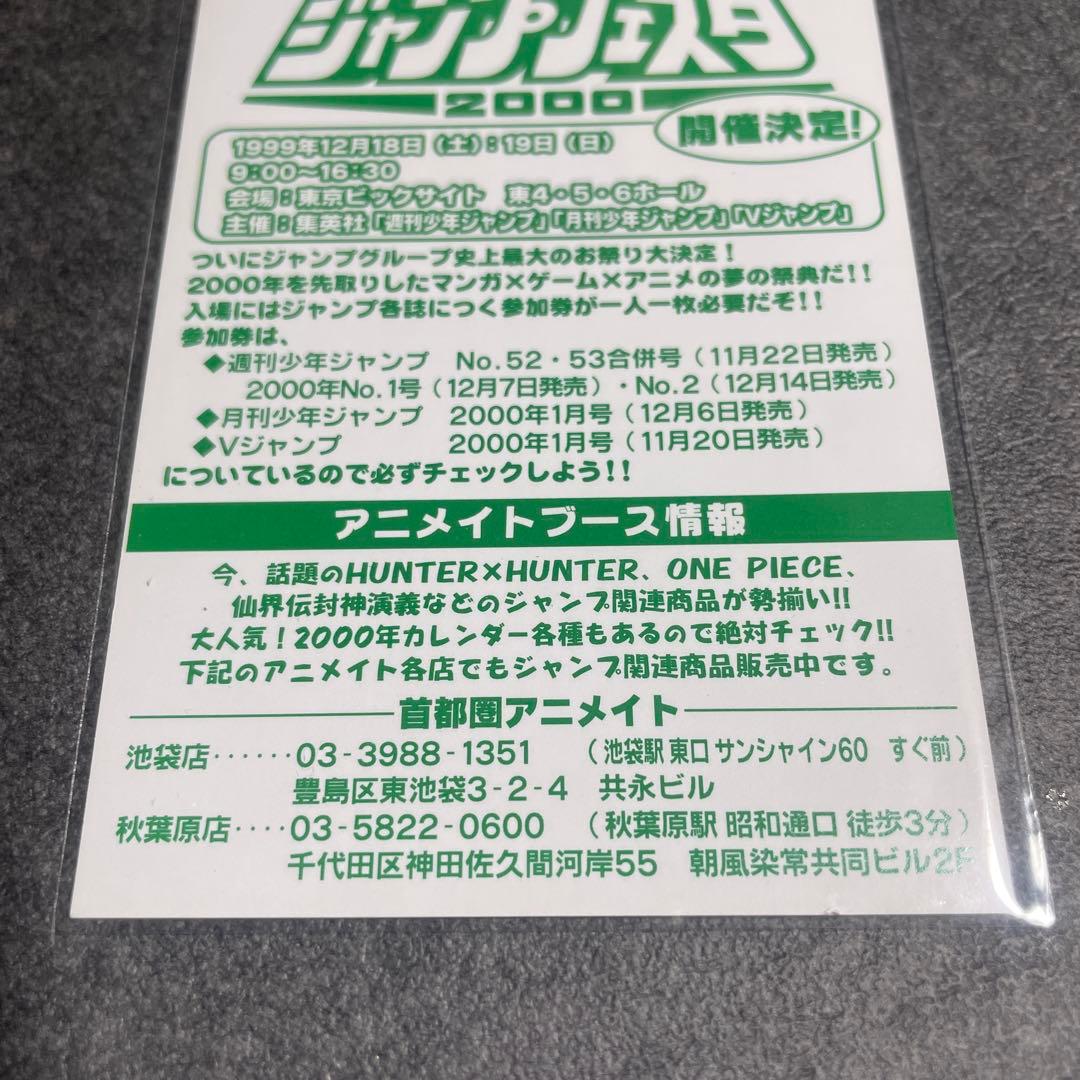 ジャンプフェスタ
2000
開催決定!
1999年12月18日（土）：19日（日）
9:00〜16:30
会場：東京ビックサイト　東4・5・6ホール
主催：集英社「週刊少年ジャンプ」「月刊少年ジャンプ」「Vジャンプ」
ついにジャンプグループ史上最大のお祭り大決定！
2000年を先取りしたマンガ×ゲーム×アニメの夢の祭典だ!!
入場にはジャンプ各誌につく参加券が一人一枚必要だぞ!!
参加券は、
◆週刊少年ジャンプ　No.52・53合併号（11月22日発売）
2000年No.1号（12月7日発売）・No.2（12月14日発売）
◆月刊少年ジャンプ　2000年1月号（12月6日発売）
◆Vジャンプ　2000年1月号（11月20日発売）
についているので必ずチェックしよう!!
アニメイトブース情報
今、話題のHUNTER×HUNTER、ONE PIECE、
仙界伝封神演義などのジャンプ関連商品が勢揃い!!
大人気！2000年カレンダー各種もあるので絶対チェック!!
下記のアニメイト各店でもジャンプ関連商品販売中です。
首都圏アニメイト
池袋店······03-3988-1351　（池袋駅 東口 サンシャイン60　すぐ前）
豊島区東池袋3-2-4　共永ビル
秋葉原店····03-5822-0600　（秋葉原駅 昭和通口 徒歩3分）
千代田区神田佐久間河岸55　朝風染常共同ビル2F